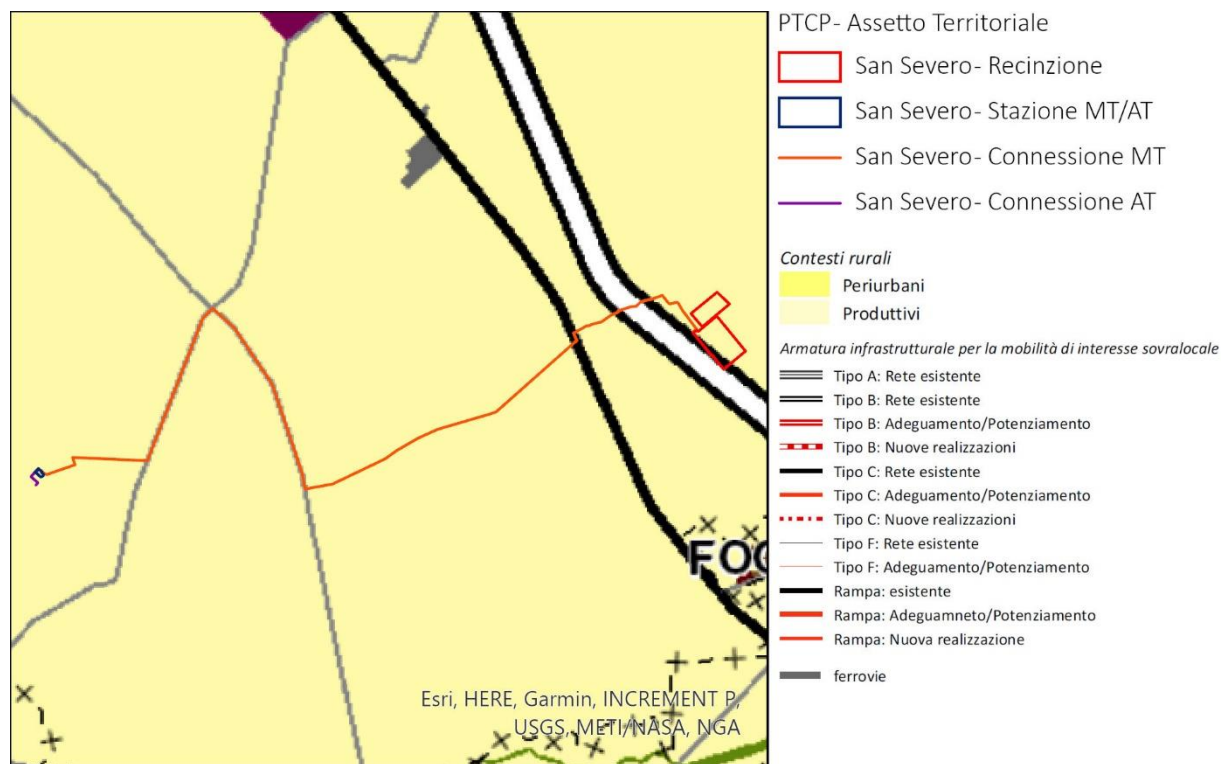 PTCP- Assetto Territoriale
San Severo- Recinzione
San Severo- Stazione MT/AT
San Severo- Connessione MT
San Severo- Connessione AT
Contesti rurali
Periurbani
Produttivi
Armatura infrastrutturale per la mobilità di interesse sovralocale
Tipo A: Rete esistente
Tipo B: Rete esistente
Tipo B: Adeguamento/Potenziamento
Tipo B: Nuove realizzazioni
Tipo C: Rete esistente
Tipo C: Adeguamento/Potenziamento
Tipo C: Nuove realizzazioni
Tipo F: Rete esistente
Tipo F: Adeguamento/Potenziamento
Rampa: esistente
Rampa: Adeguamneto/Potenziamento
Rampa: Nuova realizzazione
ferrovie
Esri, HERE, Garmin, INCREMENT P,
USGS, METI/NASA, NGA